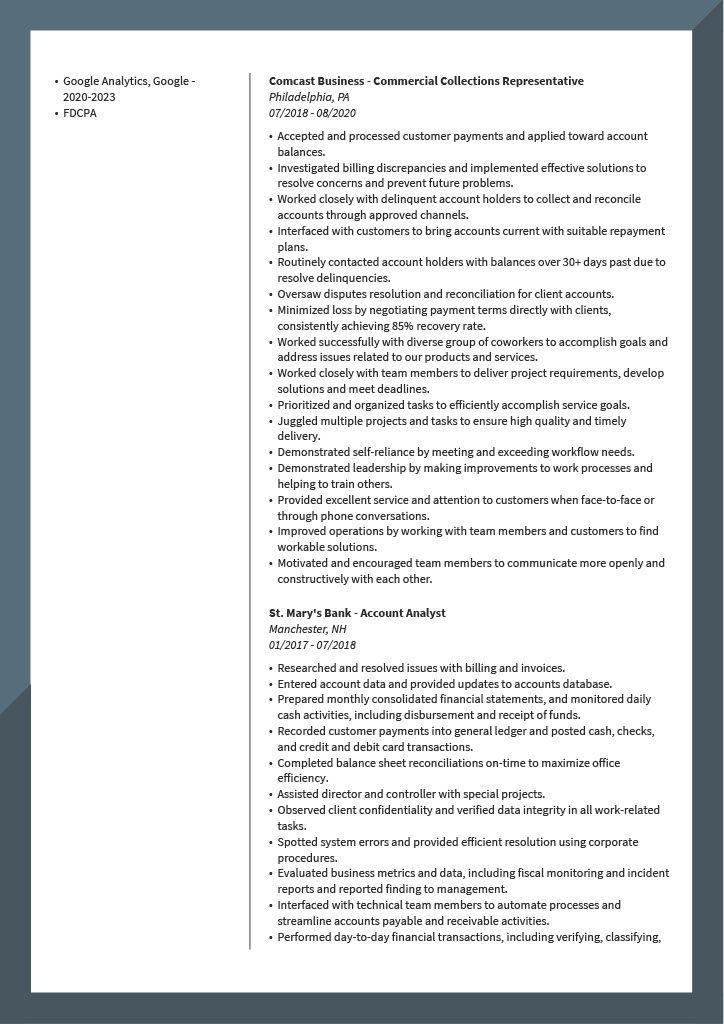 • Google Analytics, Google -
2020-2023
• FDCPA
Comcast Business - Commercial Collections Representative
Philadelphia, PA
07/2018 - 08/2020
• Accepted and processed customer payments and applied toward account
balances.
• Investigated billing discrepancies and implemented effective solutions to
resolve concerns and prevent future problems.
• Worked closely with delinquent account holders to collect and reconcile
accounts through approved channels.
• Interfaced with customers to bring accounts current with suitable repayment
plans.
• Routinely contacted account holders with balances over 30+ days past due to
resolve delinquencies.
• Oversaw disputes resolution and reconciliation for client accounts.
• Minimized loss by negotiating payment terms directly with clients,
consistently achieving 85% recovery rate.
• Worked successfully with diverse group of coworkers to accomplish goals and
address issues related to our products and services.
• Worked closely with team members to deliver project requirements, develop
solutions and meet deadlines.
• Prioritized and organized tasks to efficiently accomplish service goals.
• Juggled multiple projects and tasks to ensure high quality and timely
delivery.
• Demonstrated self-reliance by meeting and exceeding workflow needs.
• Demonstrated leadership by making improvements to work processes and
helping to train others.
• Provided excellent service and attention to customers when face-to-face or
through phone conversations.
• Improved operations by working with team members and customers to find
workable solutions.
• Motivated and encouraged team members to communicate more openly and
constructively with each other.
St. Mary's Bank - Account Analyst
Manchester, NH
01/2017 - 07/2018
• Researched and resolved issues with billing and invoices.
• Entered account data and provided updates to accounts database.
• Prepared monthly consolidated financial statements, and monitored daily
cash activities, including disbursement and receipt of funds.
• Recorded customer payments into general ledger and posted cash, checks,
and credit and debit card transactions.
• Completed balance sheet reconciliations on-time to maximize office
efficiency.
• Assisted director and controller with special projects.
• Observed client confidentiality and verified data integrity in all work-related
tasks.
• Spotted system errors and provided efficient resolution using corporate
procedures.
• Evaluated business metrics and data, including fiscal monitoring and incident
reports and reported finding to management.
• Interfaced with technical team members to automate processes and
streamline accounts payable and receivable activities.
• Performed day-to-day financial transactions, including verifying, classifying,